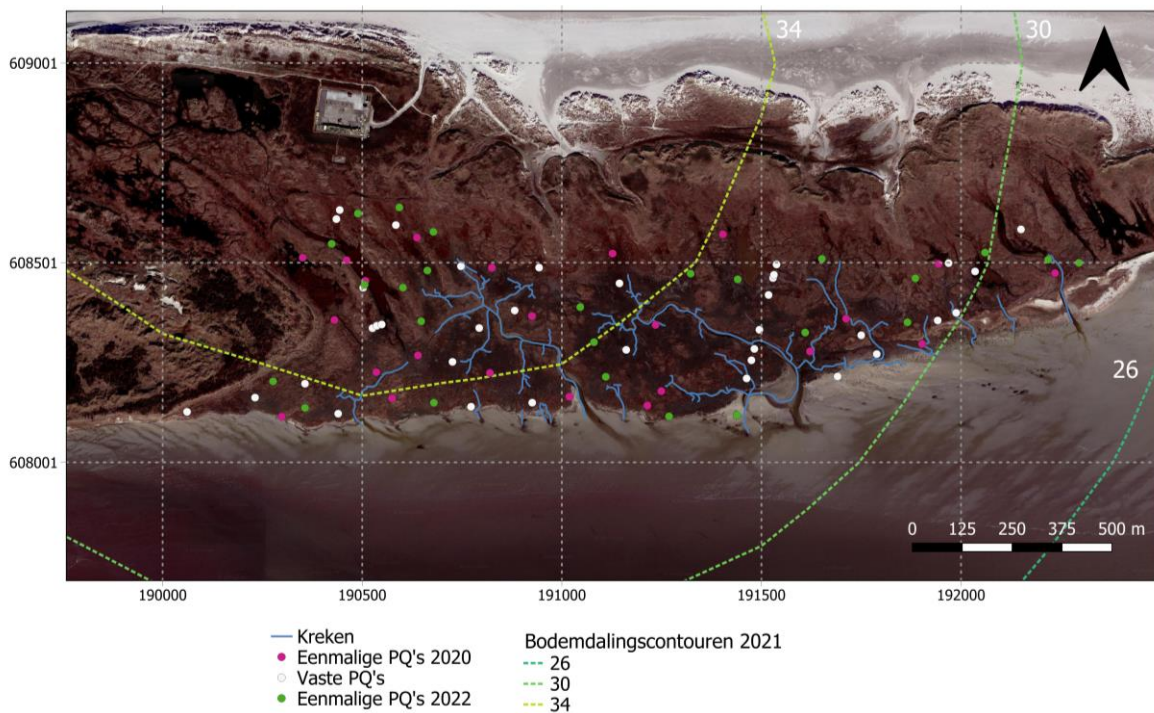 34
30
609001
608501
26
608001
0 125 250 375 500 m
190000 190500 191000 191500 192000
Kreken
Eenmalige PQ's 2020
Vaste PQ's
Eenmalige PQ's 2022
Bodemdalingscontouren 2021
26
30
34